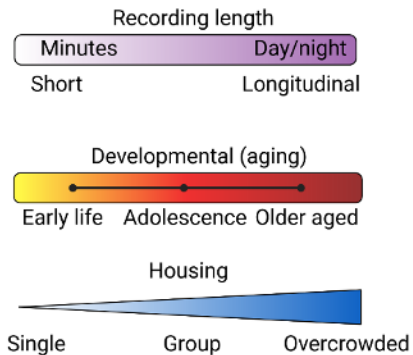 Recording length
Minutes Day/night
Short Longitudinal
Developmental (aging)
Early life Adolescence Older aged
Housing
Single Group Overcrowded